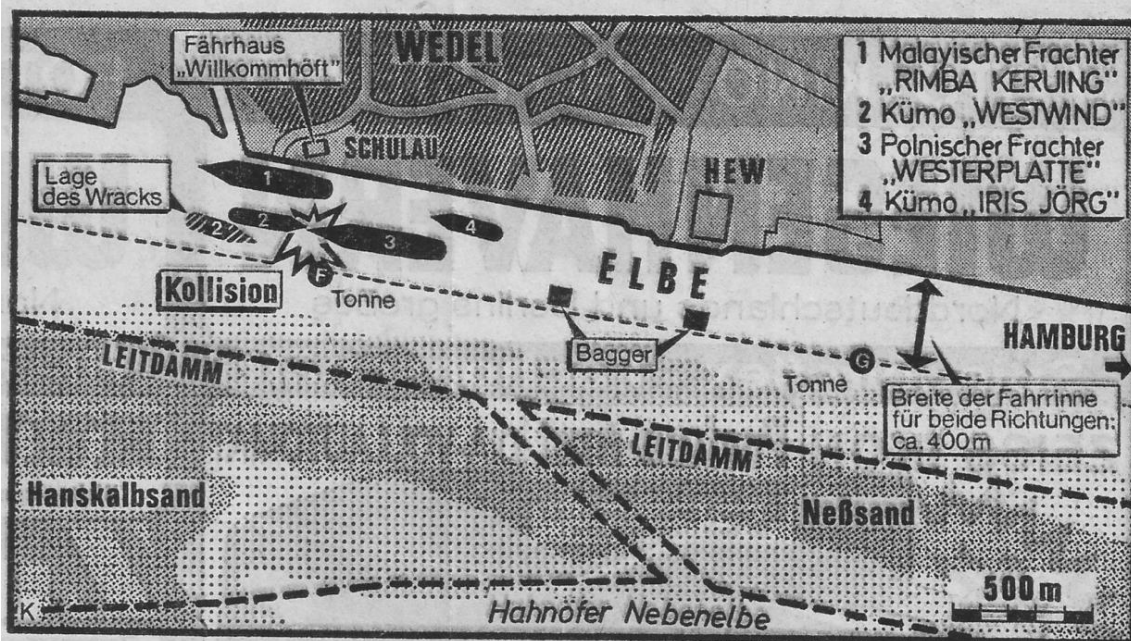 Fährhaus
„Willkommhöft”
WEDEL
1 Malayischer Frachter
„RIMBA KERUING”
2 Kümo „WESTWIND”
3 Polnischer Frachter
„WESTERPLATTE”
4 Kümo „IRIS JÖRG”
SCHULAU
HEW
Lage
des Wracks
1
2
2
3
4
Kollision
F
Tonne
ELBE
Bagger
G
Tonne
HAMBURG
Breite der Fahrrinne
für beide Richtungen:
ca. 400 m
LEITDAMM
LEITDAMM
Hanskalbsand
Neßsand
500 m
K
Hahnöfer Nebenelbe